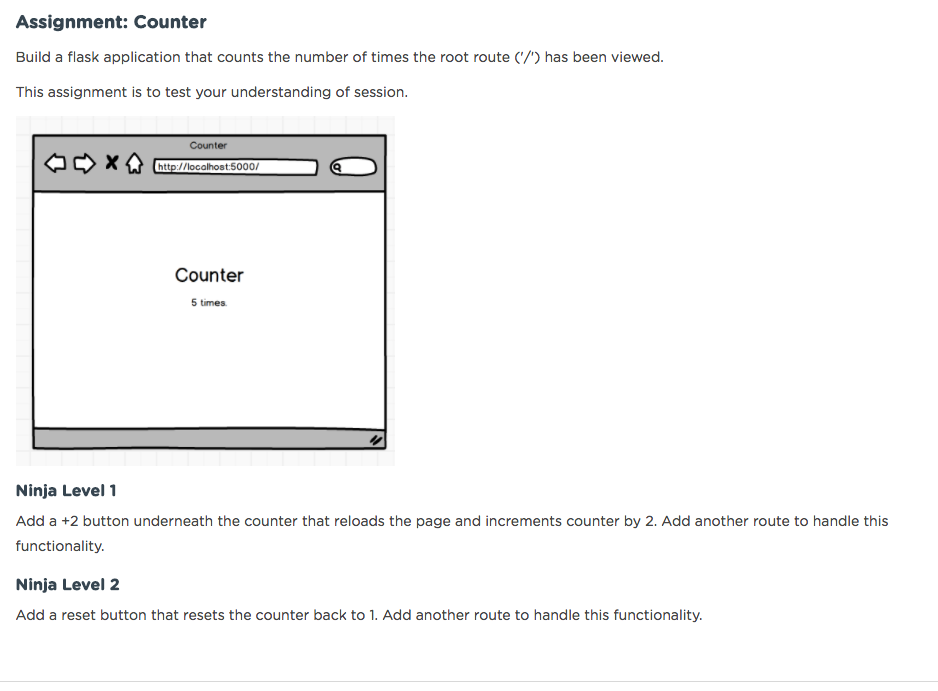 Assignment: Counter
Build a flask application that counts the number of times the root route ('/') has been viewed.
This assignment is to test your understanding of session.
Counter
http://localhost:5000/
Counter
5 times.
Ninja Level 1
Add a +2 button underneath the counter that reloads the page and increments counter by 2. Add another route to handle this
functionality.
Ninja Level 2
Add a reset button that resets the counter back to 1. Add another route to handle this functionality.